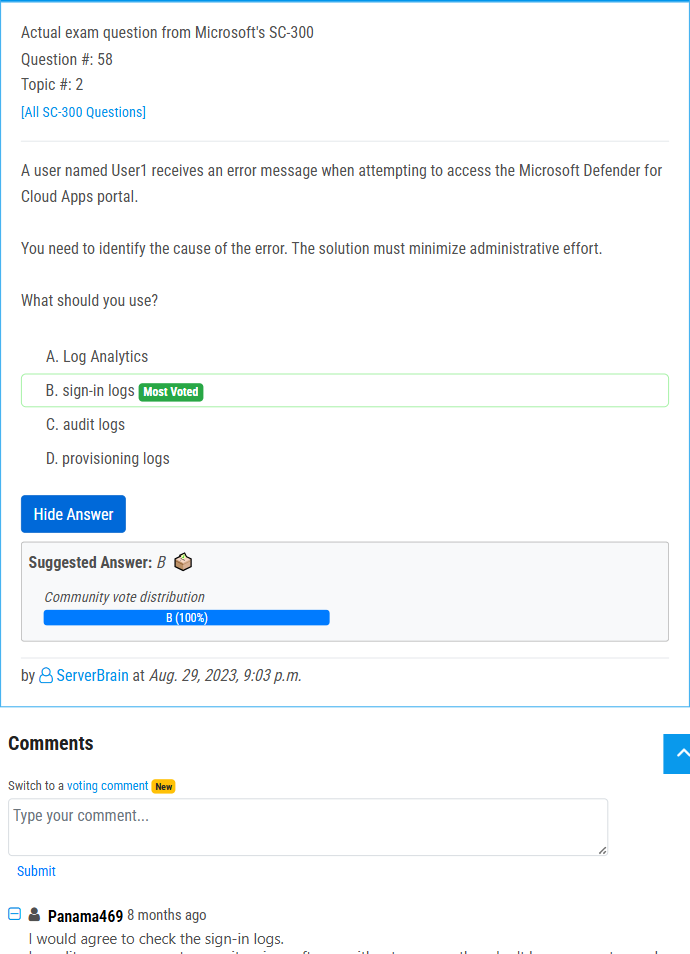 Actual exam question from Microsoft's SC-300
Question #: 58
Topic #: 2
[All SC-300 Questions]
A user named User1 receives an error message when attempting to access the Microsoft Defender for
Cloud Apps portal.
You need to identify the cause of the error. The solution must minimize administrative effort.
What should you use?
A. Log Analytics
B. sign-in logs Most Voted
C. audit logs
D. provisioning logs
Hide Answer
Suggested Answer: B
Community vote distribution
B (100%)
by ServerBrain at Aug. 29, 2023, 9:03 p.m.
Comments
Switch to a voting comment New
Type your comment...
Submit
Panama469 8 months ago
I would agree to check the sign-in logs.